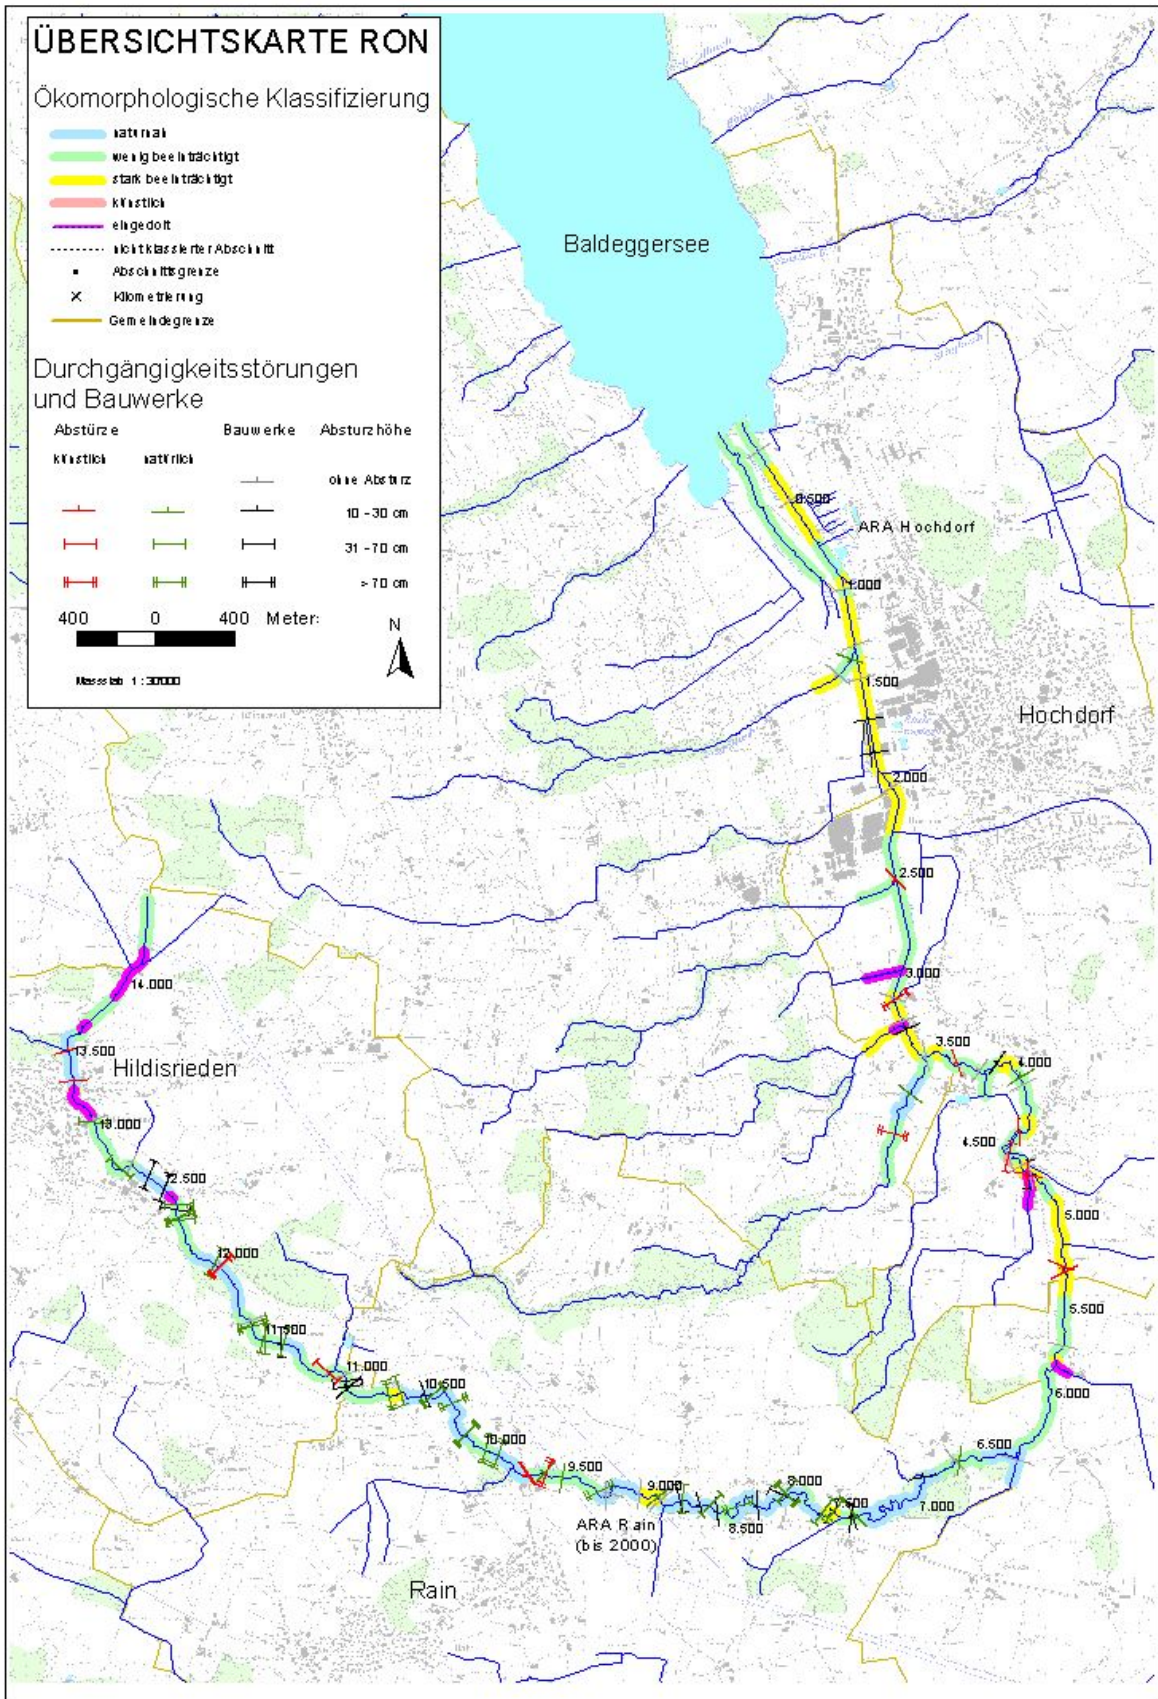 ÜBERSICHTSKARTE RON
Ökomorphologische Klassifizierung
naturnah
wenig beeinträchtigt
stark beeinträchtigt
künstlich
eingedolt
nicht klassierter Abschnitt
Abschnittsgrenze
Kilometrierung
Gemeindegrenze
Durchgängigkeitsstörungen
und Bauwerke
Abstürze Bauwerke Absturzhöhe
künstlich natürlich
ohne Absturz
10 - 30 cm
31 - 70 cm
> 70 cm
400 0 400 Meter:
N
Massstab 1 : 30'000
Baldeggersee
0.500
ARA Hochdorf
1.000
1.500
Hochdorf
2.000
2.500
3.000
14.000
3.500
4.000
13.500
Hildisrieden
13.000
4.500
12.500
5.000
12.000
5.500
11.500
11.000
10.500
6.000
10.000
6.500
9.500
9.000
8.000
7.500
7.000
8.500
ARA Rain
(bis 2000)
Rain